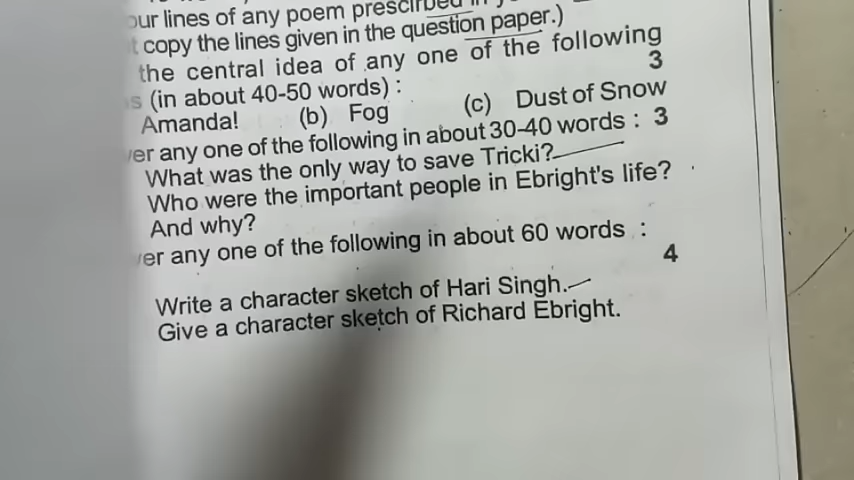 our lines of any poem prescirbed in
t copy the lines given in the question paper.)
the central idea of any one of the following
s (in about 40-50 words) : 3
Amanda! (b) Fog (c) Dust of Snow
er any one of the following in about 30-40 words : 3
What was the only way to save Tricki?
Who were the important people in Ebright's life?
And why?
er any one of the following in about 60 words :
4
Write a character sketch of Hari Singh.
Give a character sketch of Richard Ebright.